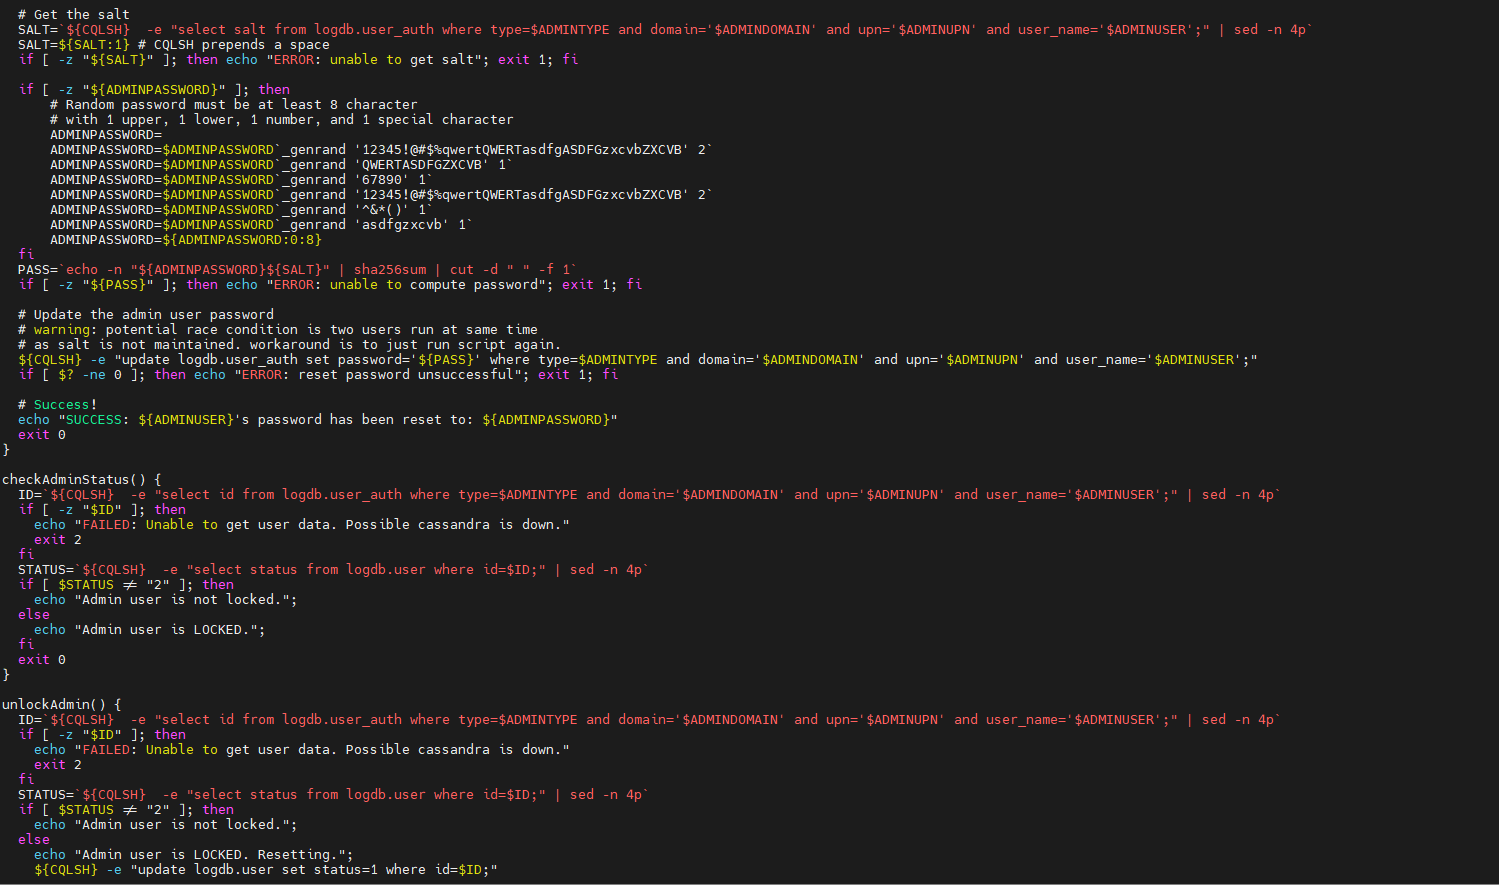 # Get the salt
SALT=`${CQLSH}  -e "select salt from logdb.user_auth where type=$ADMINTYPE and domain='$ADMINDOMAIN' and upn='$ADMINUPN' and user_name='$ADMINUSER';" | sed -n 4p`
SALT=${SALT:1} # CQLSH prepends a space
if [ -z "${SALT}" ]; then echo "ERROR: unable to get salt"; exit 1; fi
if [ -z "${ADMINPASSWORD}" ]; then
# Random password must be at least 8 character
# with 1 upper, 1 lower, 1 number, and 1 special character
ADMINPASSWORD=
ADMINPASSWORD=$ADMINPASSWORD`_genrand '12345!@#$%qwertQWERTasdfgASDFGzxcvbZXCVB' 2`
ADMINPASSWORD=$ADMINPASSWORD`_genrand 'QWERTASDFGZXCVB' 1`
ADMINPASSWORD=$ADMINPASSWORD`_genrand '67890' 1`
ADMINPASSWORD=$ADMINPASSWORD`_genrand '12345!@#$%qwertQWERTasdfgASDFGzxcvbZXCVB' 2`
ADMINPASSWORD=$ADMINPASSWORD`_genrand '^&*()' 1`
ADMINPASSWORD=$ADMINPASSWORD`_genrand 'asdfgzxcvb' 1`
ADMINPASSWORD=${ADMINPASSWORD:0:8}
fi
PASS=`echo -n "${ADMINPASSWORD}${SALT}" | sha256sum | cut -d " " -f 1`
if [ -z "${PASS}" ]; then echo "ERROR: unable to compute password"; exit 1; fi
# Update the admin user password
# warning: potential race condition is two users run at same time
# as salt is not maintained. workaround is to just run script again.
${CQLSH} -e "update logdb.user_auth set password='${PASS}' where type=$ADMINTYPE and domain='$ADMINDOMAIN' and upn='$ADMINUPN' and user_name='$ADMINUSER';"
if [ $? -ne 0 ]; then echo "ERROR: reset password unsuccessful"; exit 1; fi
# Success!
echo "SUCCESS: ${ADMINUSER}'s password has been reset to: ${ADMINPASSWORD}"
exit 0
}
checkAdminStatus() {
ID=`${CQLSH}  -e "select id from logdb.user_auth where type=$ADMINTYPE and domain='$ADMINDOMAIN' and upn='$ADMINUPN' and user_name='$ADMINUSER';" | sed -n 4p`
if [ -z "$ID" ]; then
echo "FAILED: Unable to get user data. Possible cassandra is down."
exit 2
fi
STATUS=`${CQLSH}  -e "select status from logdb.user where id=$ID;" | sed -n 4p`
if [ $STATUS != "2" ]; then
echo "Admin user is not locked.";
else
echo "Admin user is LOCKED.";
fi
exit 0
}
unlockAdmin() {
ID=`${CQLSH}  -e "select id from logdb.user_auth where type=$ADMINTYPE and domain='$ADMINDOMAIN' and upn='$ADMINUPN' and user_name='$ADMINUSER';" | sed -n 4p`
if [ -z "$ID" ]; then
echo "FAILED: Unable to get user data. Possible cassandra is down."
exit 2
fi
STATUS=`${CQLSH}  -e "select status from logdb.user where id=$ID;" | sed -n 4p`
if [ $STATUS != "2" ]; then
echo "Admin user is not locked.";
else
echo "Admin user is LOCKED. Resetting.";
${CQLSH} -e "update logdb.user set status=1 where id=$ID;"